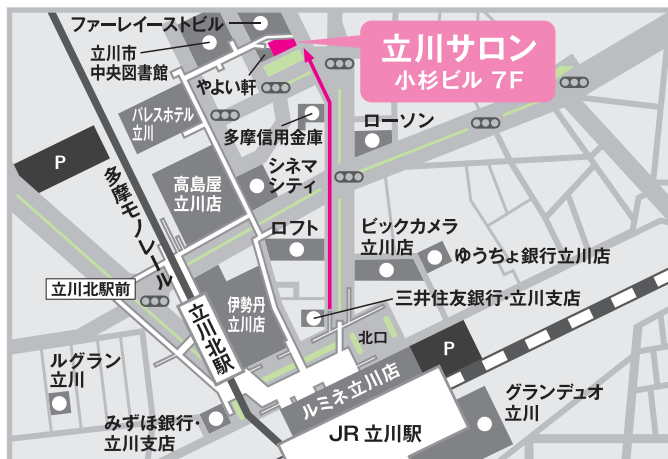 ファーレイーストビル
立川市
中央図書館
やよい軒
立川サロン
小杉ビル 7F
パレスホテル
立川
多摩信用金庫
ローソン
P
多摩モノレール
高島屋
立川店
シネマ
シティ
ロフト
ビックカメラ
立川店
ゆうちょ銀行立川店
立川北駅前
立川北駅
伊勢丹
立川店
三井住友銀行・立川支店
北口
P
ルグラン
立川
ルミネ立川店
グランデュオ
立川
みずほ銀行・
立川支店
JR 立川駅